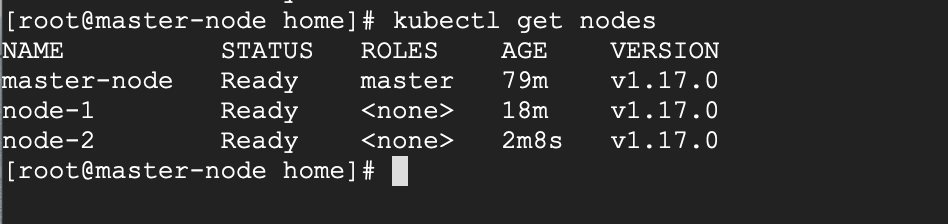 [root@master-node home]# kubectl get nodes
NAME STATUS ROLES AGE VERSION
master-node Ready master 79m v1.17.0
node-1 Ready <none> 18m v1.17.0
node-2 Ready <none> 2m8s v1.17.0
[root@master-node home]#